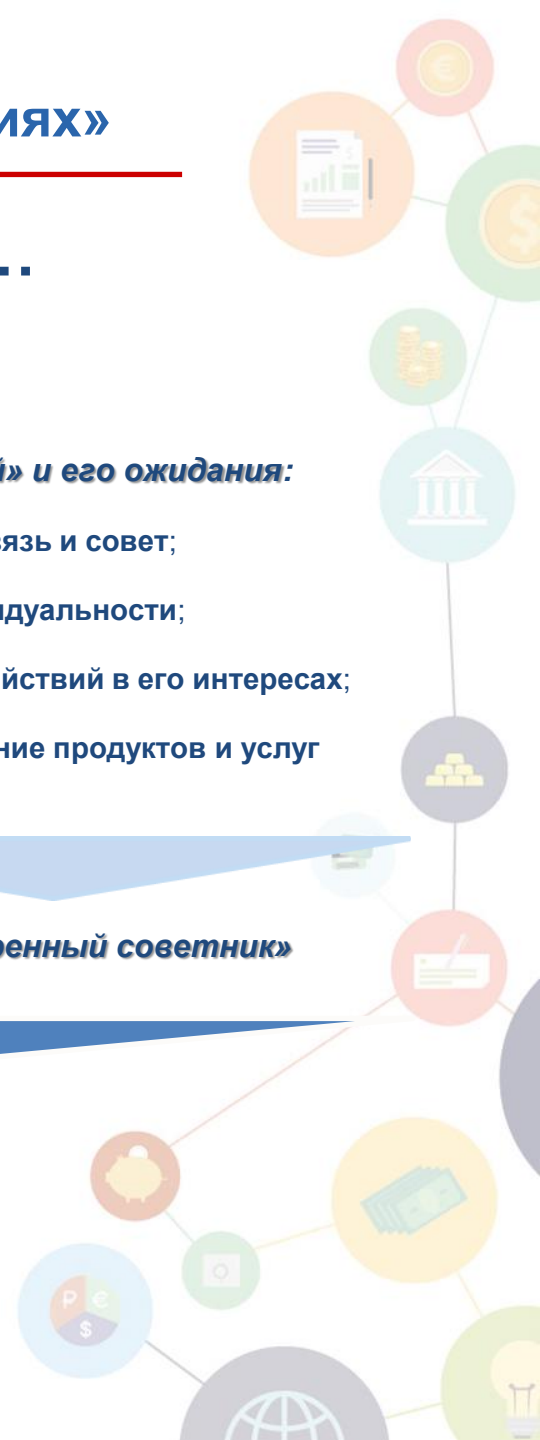 иях»
..
й» и его ожидания:
вязь и совет;
идуальности;
йствий в его интересах;
ние продуктов и услуг
ренный советник»
€
$
$
₽ €
$